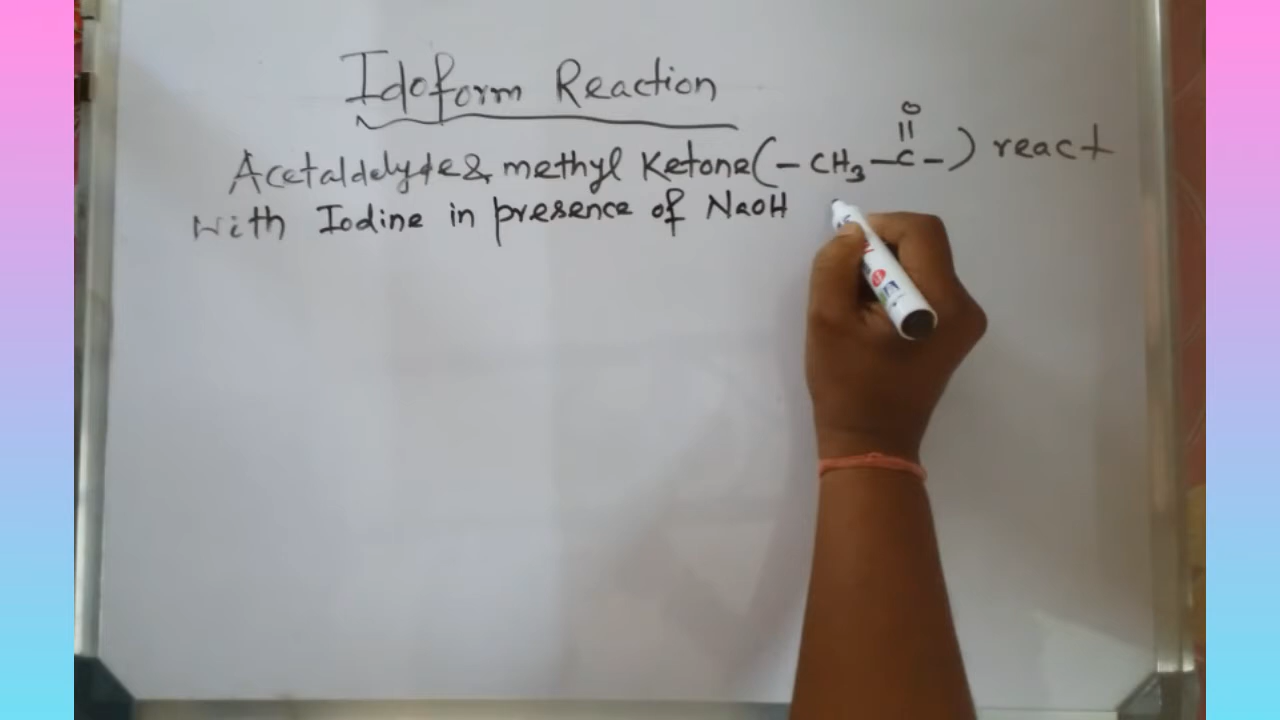 Idoform Reaction
Acetaldelyde & methyl Ketone (-CH₃-C(=O)-) react
with Iodine in presence of NaOH